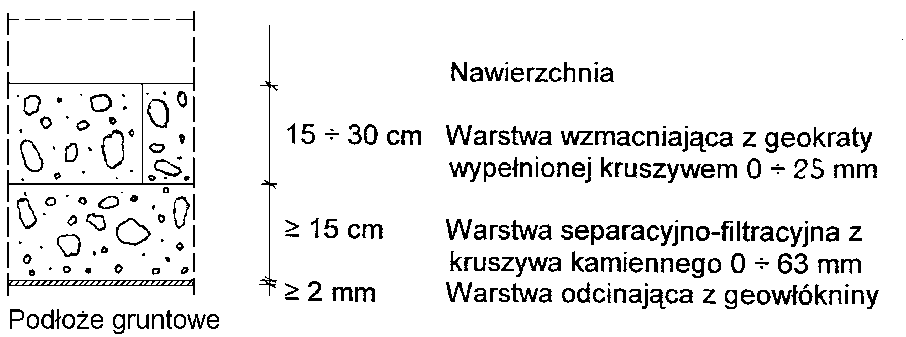 Nawierzchnia
15 ÷ 30 cm Warstwa wzmacniająca z geokraty
wypełnionej kruszywem 0 ÷ 25 mm
≥ 15 cm Warstwa separacyjno-filtracyjna z
kruszywa kamiennego 0 ÷ 63 mm
≥ 2 mm Warstwa odcinająca z geowłókniny
Podłoże gruntowe